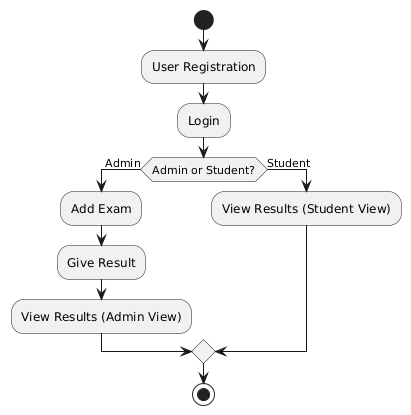 User Registration
Login
Admin or Student?
Admin
Student
Add Exam
View Results (Student View)
Give Result
View Results (Admin View)